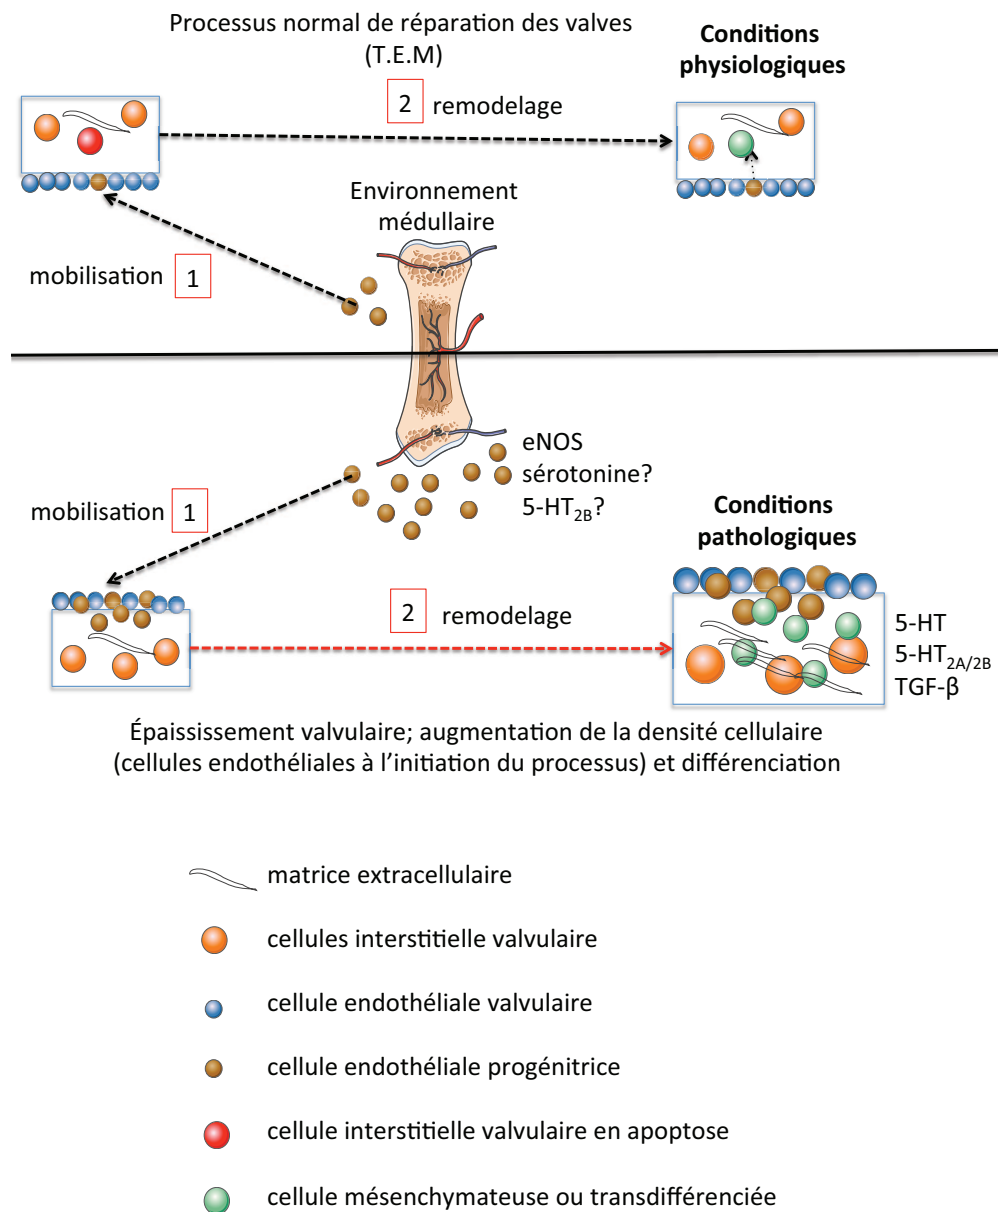 Processus normal de réparation des valves
(T.E.M)
Conditions
physiologiques
2 remodelage
Environnement
médullaire
mobilisation 1
eNOS
sérotonine?
5-HT2B?
mobilisation 1
Conditions
pathologiques
2 remodelage
5-HT
5-HT2A/2B
TGF-β
Épaississement valvulaire; augmentation de la densité cellulaire
(cellules endothéliales à l’initiation du processus) et différenciation
matrice extracellulaire
cellules interstitielle valvulaire
cellule endothéliale valvulaire
cellule endothéliale progénitrice
cellule interstitielle valvulaire en apoptose
cellule mésenchymateuse ou transdifférenciée